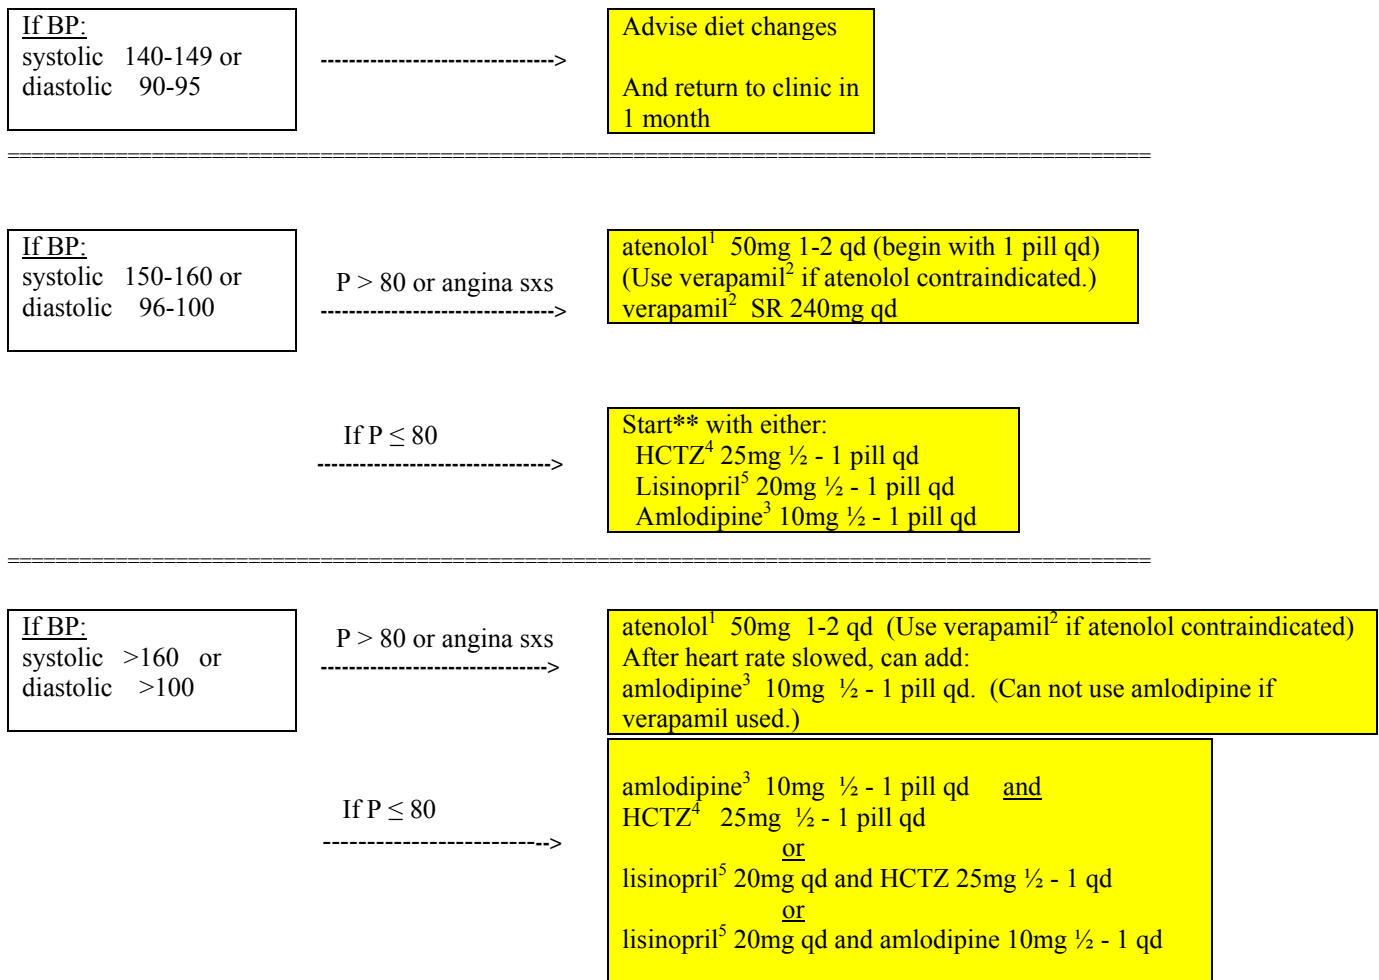 If BP:
systolic 140-149 or
diastolic 90-95
-------------------------------->
Advise diet changes
And return to clinic in
1 month
===============================================================================================
If BP:
systolic 150-160 or
diastolic 96-100
P > 80 or angina sxs
-------------------------------->
atenolol¹ 50mg 1-2 qd (begin with 1 pill qd)
(Use verapamil² if atenolol contraindicated.)
verapamil² SR 240mg qd
If P ≤ 80
-------------------------------->
Start** with either:
HCTZ⁴ 25mg ½ - 1 pill qd
Lisinopril⁵ 20mg ½ - 1 pill qd
Amlodipine³ 10mg ½ - 1 pill qd
===============================================================================================
If BP:
systolic >160 or
diastolic >100
P > 80 or angina sxs
-------------------------------->
atenolol¹ 50mg 1-2 qd (Use verapamil² if atenolol contraindicated)
After heart rate slowed, can add:
amlodipine³ 10mg ½ - 1 pill qd. (Can not use amlodipine if
verapamil used.)
If P ≤ 80
-------------------------->
amlodipine³ 10mg ½ - 1 pill qd and
HCTZ⁴ 25mg ½ - 1 pill qd
or
lisinopril⁵ 20mg qd and HCTZ 25mg ½ - 1 qd
or
lisinopril⁵ 20mg qd and amlodipine 10mg ½ - 1 qd